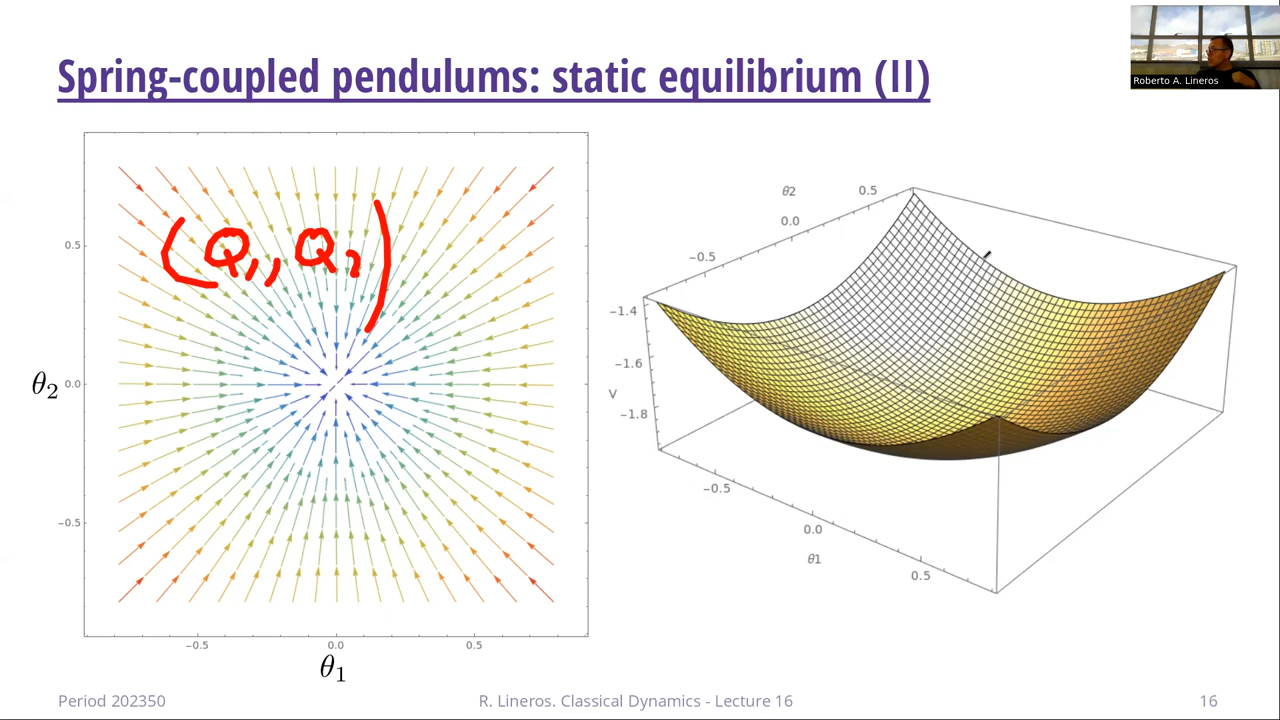 Spring-coupled pendulums: static equilibrium (II)
Roberto A. Lineros
(Q1, Q2)
0.5
0.0
−0.5
θ2
−0.5
0.0
0.5
θ1
θ2
0.5
0.0
−0.5
−1.4
−1.6
V
−1.8
−0.5
0.0
θ1
0.5
Period 202350
R. Lineros. Classical Dynamics - Lecture 16
16